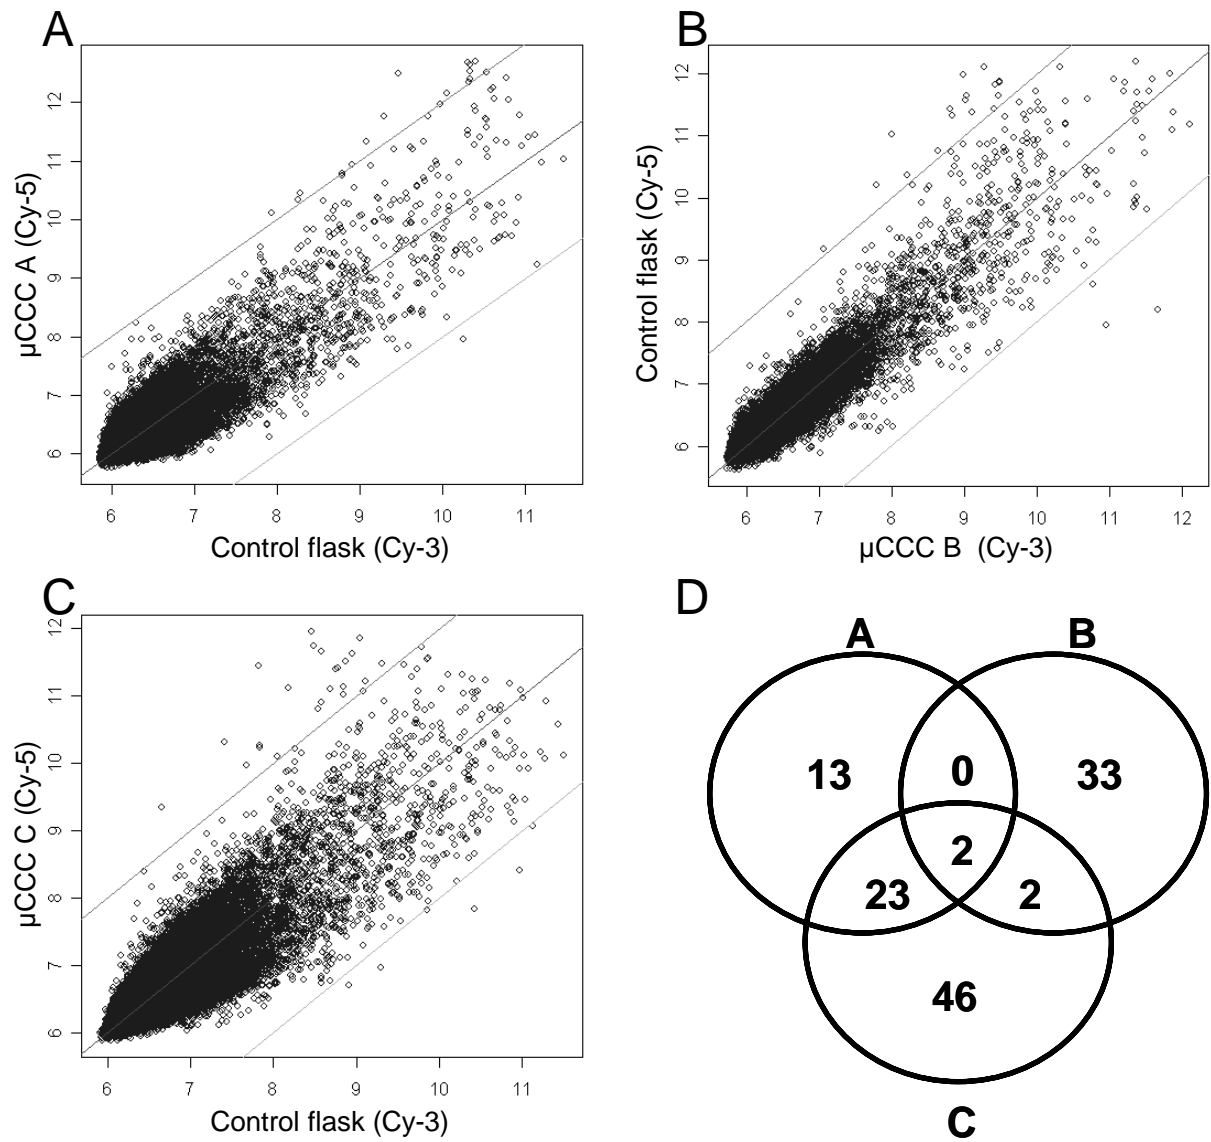 A
B
µCCC A (Cy-5)
12
11
10
9
8
7
6
6 7 8 9 10 11
Control flask (Cy-3)
Control flask (Cy-5)
12
11
10
9
8
7
6
6 7 8 9 10 11 12
µCCC B (Cy-3)
C
µCCC C (Cy-5)
12
11
10
9
8
7
6
6 7 8 9 10 11
Control flask (Cy-3)
D
A B
13 0 33
2
23 2
46
C